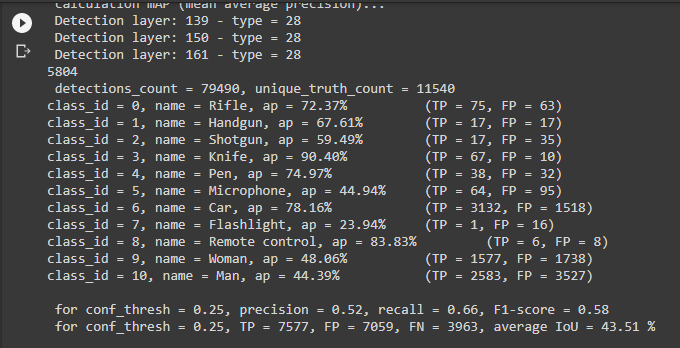 calculation mAP (mean average precision)...
Detection layer: 139 - type = 28
Detection layer: 150 - type = 28
Detection layer: 161 - type = 28
5804
detections_count = 79490, unique_truth_count = 11540
class_id = 0, name = Rifle, ap = 72.37% (TP = 75, FP = 63)
class_id = 1, name = Handgun, ap = 67.61% (TP = 17, FP = 17)
class_id = 2, name = Shotgun, ap = 59.49% (TP = 17, FP = 35)
class_id = 3, name = Knife, ap = 90.40% (TP = 67, FP = 10)
class_id = 4, name = Pen, ap = 74.97% (TP = 38, FP = 32)
class_id = 5, name = Microphone, ap = 44.94% (TP = 64, FP = 95)
class_id = 6, name = Car, ap = 78.16% (TP = 3132, FP = 1518)
class_id = 7, name = Flashlight, ap = 23.94% (TP = 1, FP = 16)
class_id = 8, name = Remote control, ap = 83.83% (TP = 6, FP = 8)
class_id = 9, name = Woman, ap = 48.06% (TP = 1577, FP = 1738)
class_id = 10, name = Man, ap = 44.39% (TP = 2583, FP = 3527)
for conf_thresh = 0.25, precision = 0.52, recall = 0.66, F1-score = 0.58
for conf_thresh = 0.25, TP = 7577, FP = 7059, FN = 3963, average IoU = 43.51 %